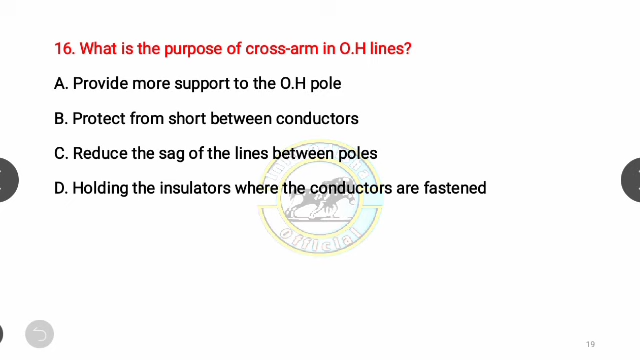 16. What is the purpose of cross-arm in O.H lines?
A. Provide more support to the O.H pole
B. Protect from short between conductors
C. Reduce the sag of the lines between poles
D. Holding the insulators where the conductors are fastened
Official
19